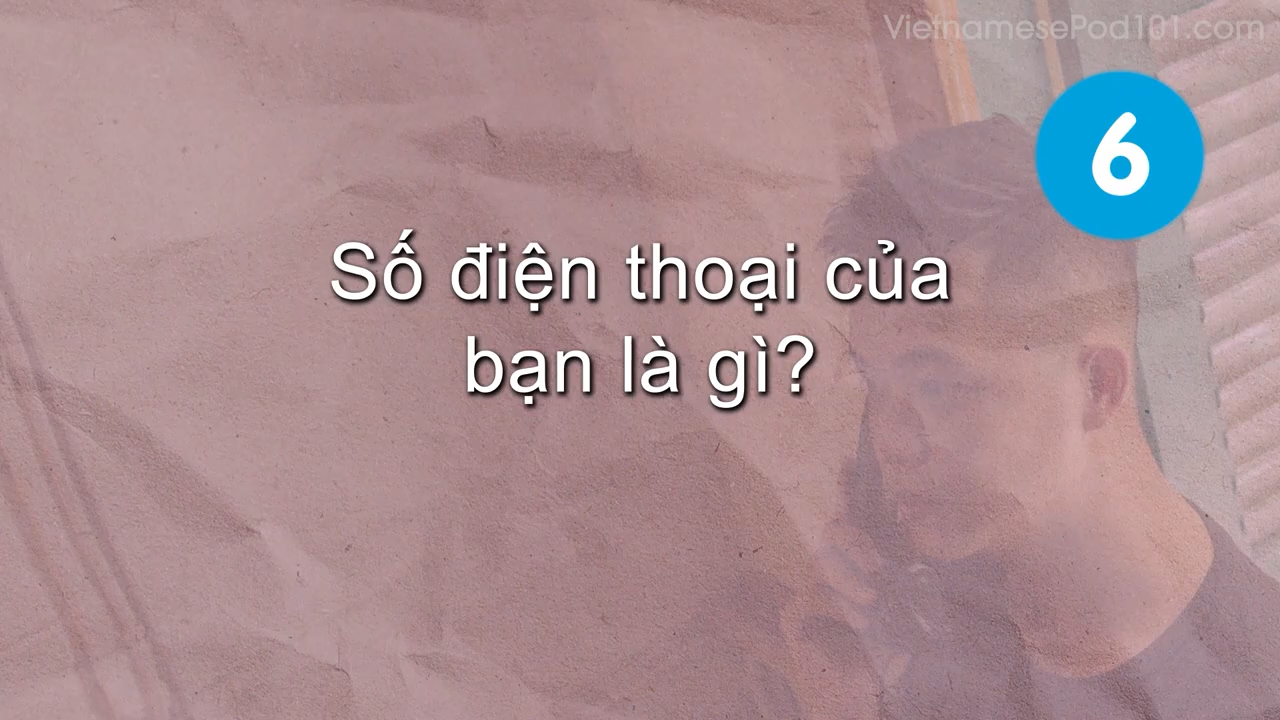 VietnamesePod101.com
6
Số điện thoại của
bạn là gì?